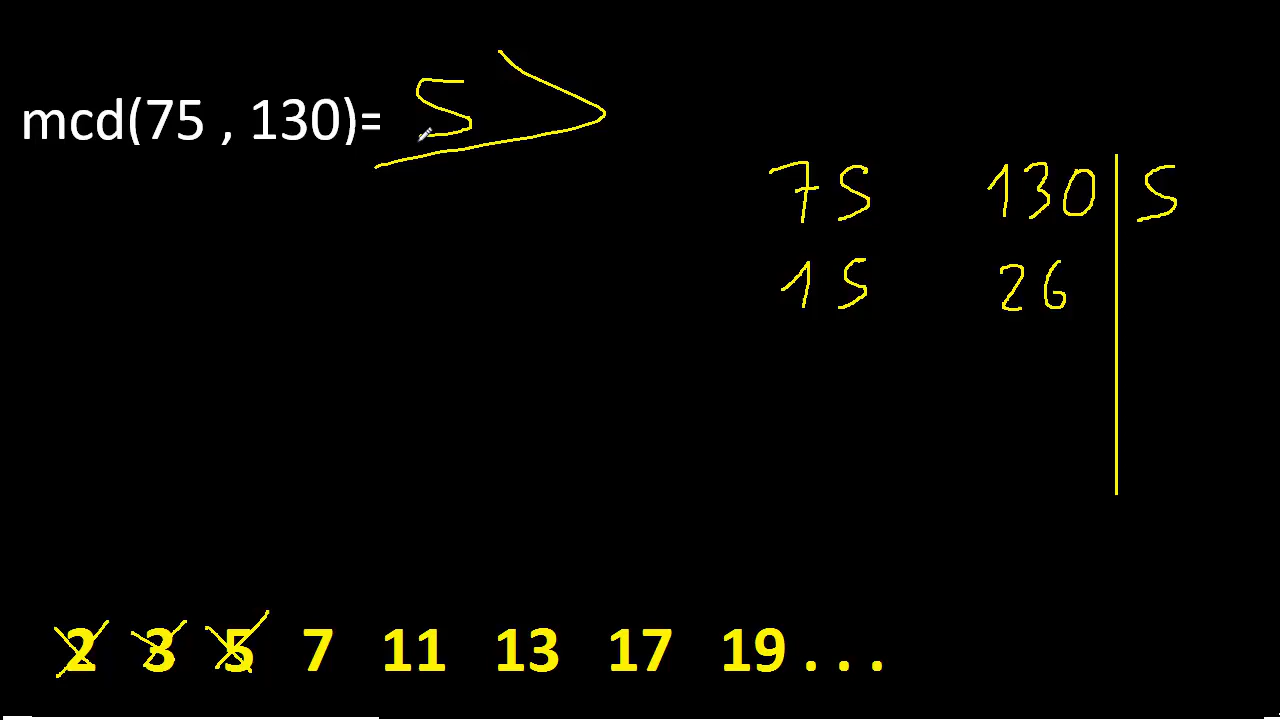 mcd(75 , 130)= 5
75 130 5
15 26
2 3 5 7 11 13 17 19 . . .